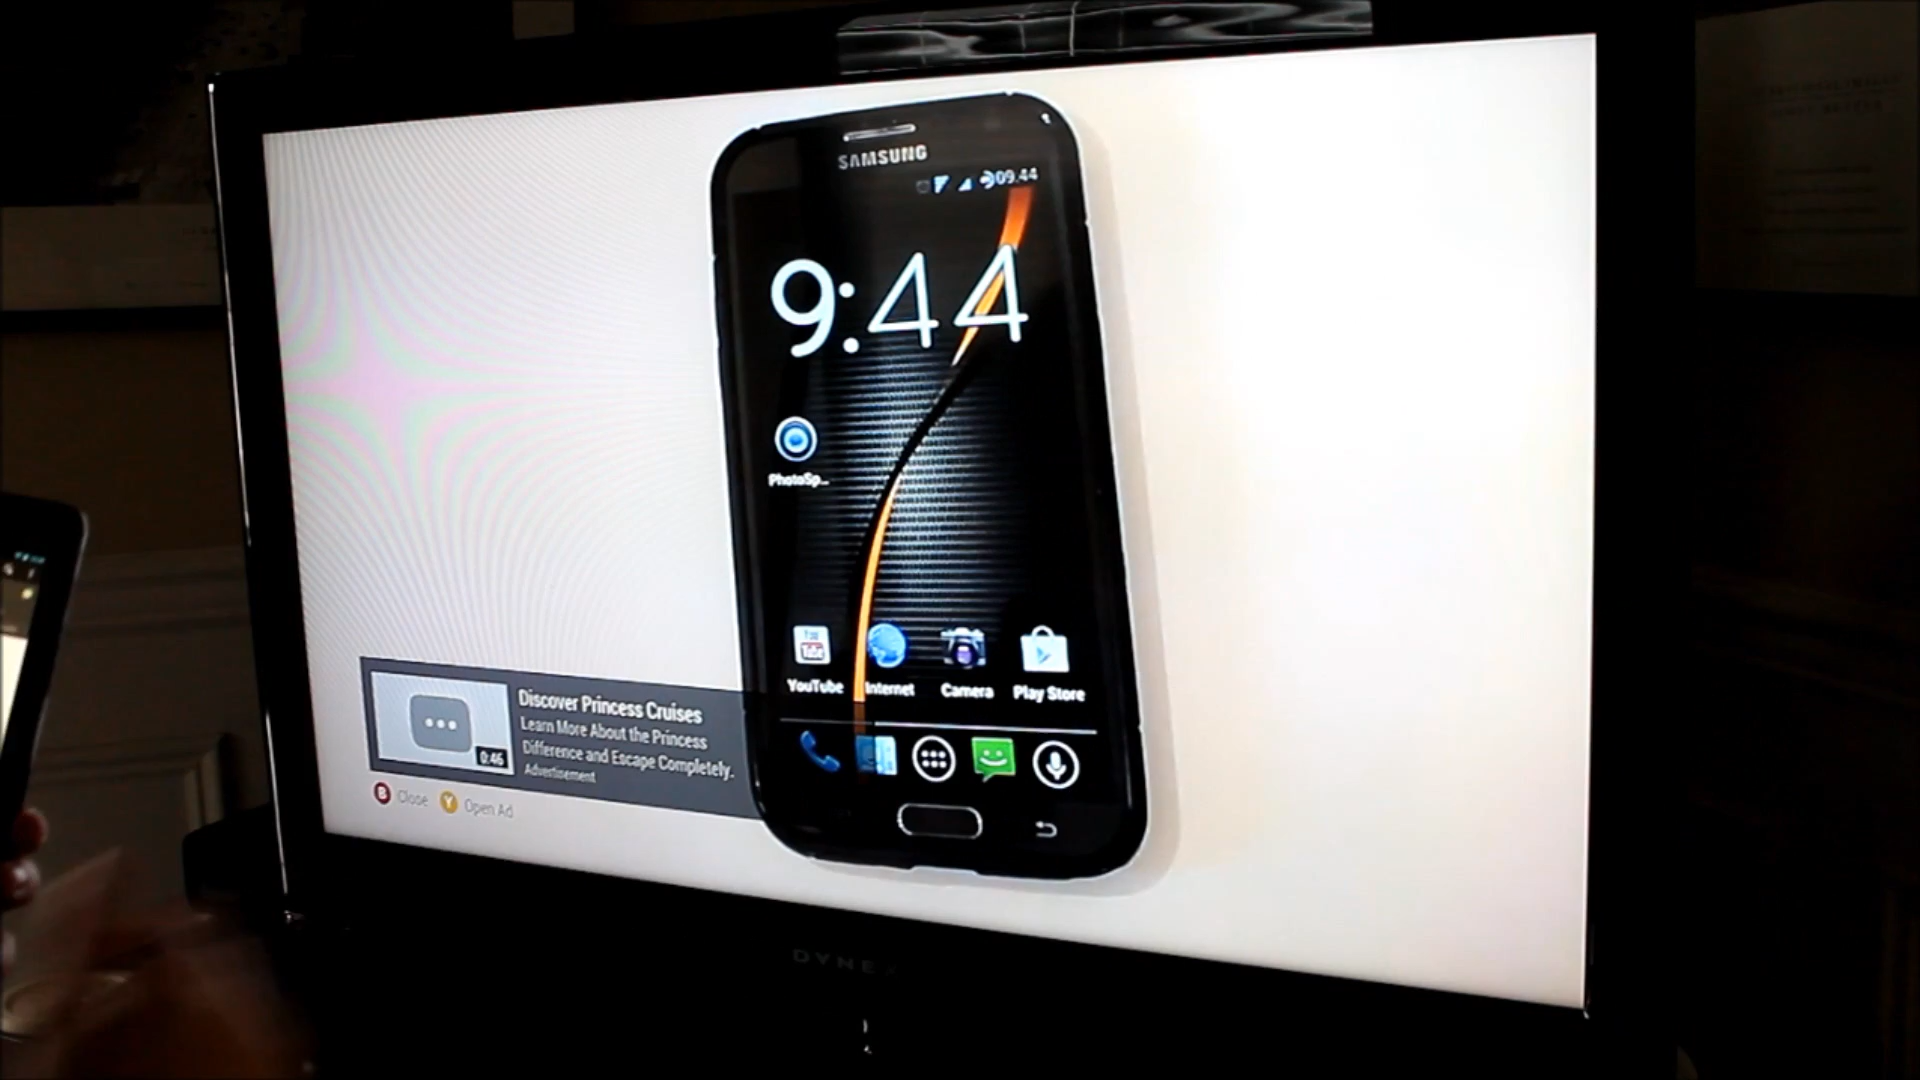 SAMSUNG
09.44
9:44
PhotoSp...
YouTube Internet Camera Play Store
Discover Princess Cruises
Learn More About the Princess
Difference and Escape Completely.
Advertisement
0:46
B Close Y Open Ad
DYNEX